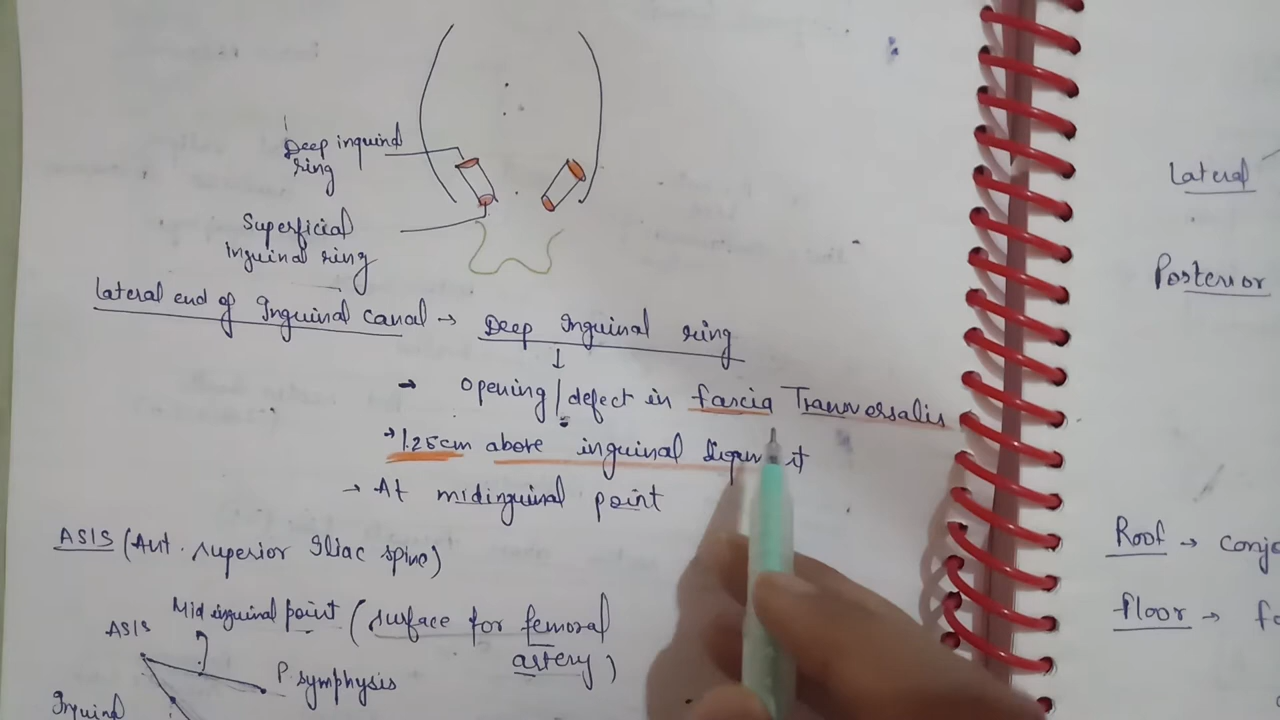 Deep inguinal
ring
Superficial
inguinal ring
Lateral end of Inguinal canal → Deep Inguinal ring
↓
→ Opening/defect in fascia Transversalis
→ 1.25cm above inguinal
→ At midinguinal point
ASIS (Ant. superior Iliac spine)
Mid inguinal point (surface for femoral
artery)
ASIS
P. symphysis
Inguinal
Lateral
Posterior
Roof →
floor →